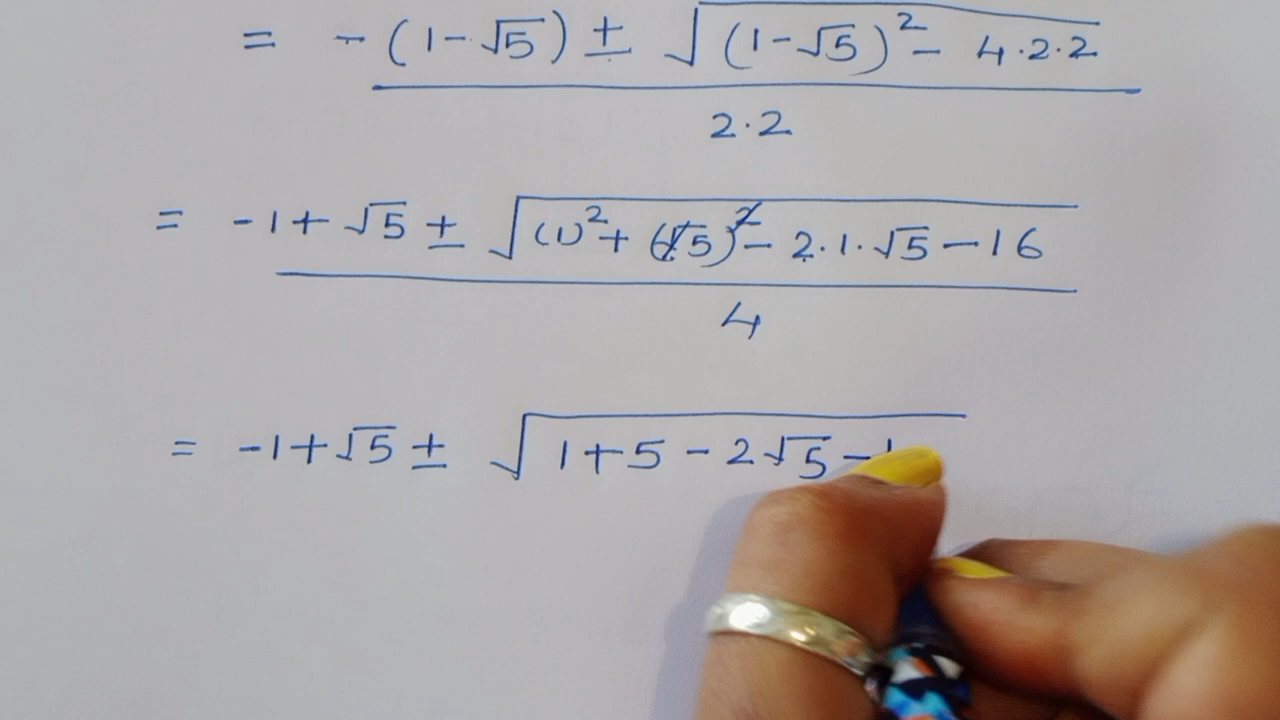 = -(1-√5) ± √(1-√5)² - 4·2·2
2·2
= -1+√5 ± √(1)²+(√5)² - 2·1·√5 - 16
4
= -1+√5 ± √1+5-2√5-